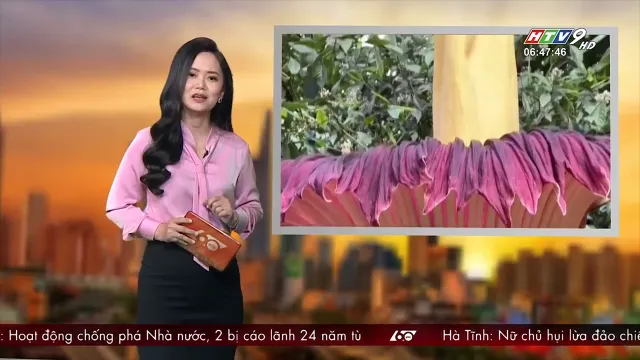 HTV9 HD
06:47:46
: Hoạt động chống phá Nhà nước, 2 bị cáo lãnh 24 năm tù
Hà Tĩnh: Nữ chủ hụi lừa đảo chiế